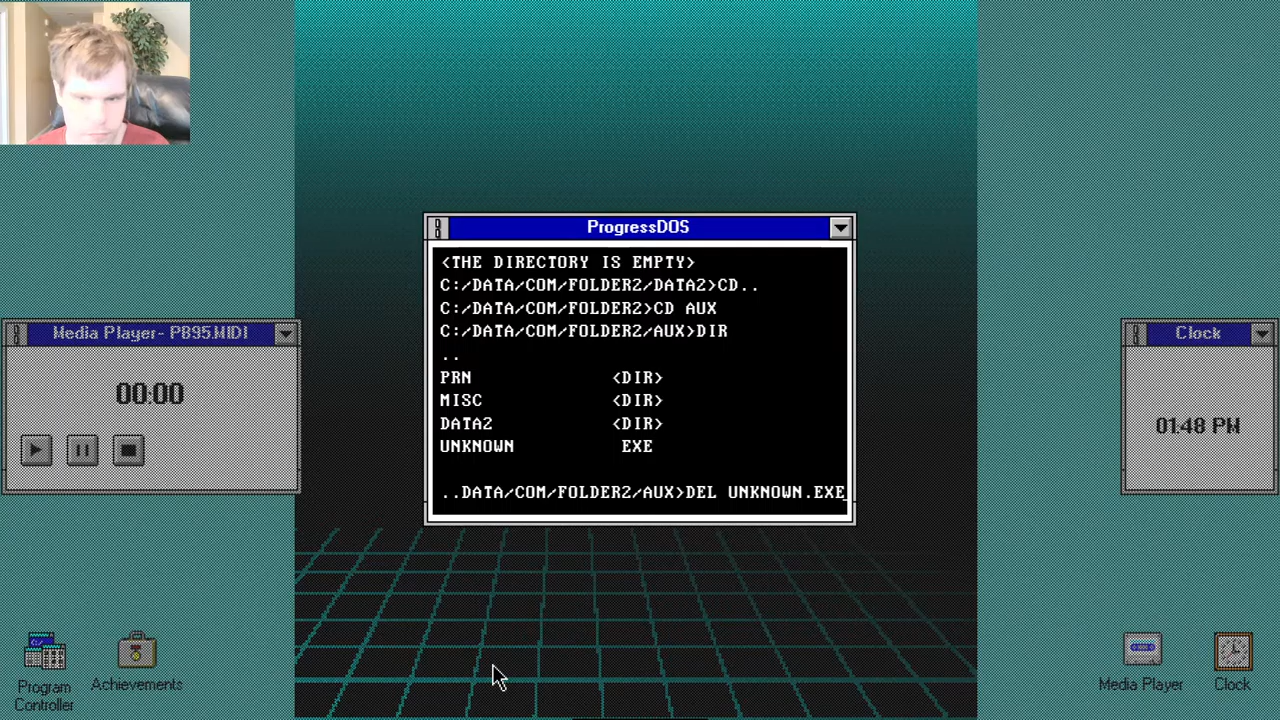 ProgressDOS
<THE DIRECTORY IS EMPTY>
C:/DATA/COM/FOLDER2/DATA2>CD..
C:/DATA/COM/FOLDER2>CD AUX
C:/DATA/COM/FOLDER2/AUX>DIR
..
PRN <DIR>
MISC <DIR>
DATA2 <DIR>
UNKNOWN EXE
..DATA/COM/FOLDER2/AUX>DEL UNKNOWN.EXE_
Media Player- PB95.MIDI
00:00
Clock
01:48 PM
Program
Controller
Achievements
Media Player
Clock